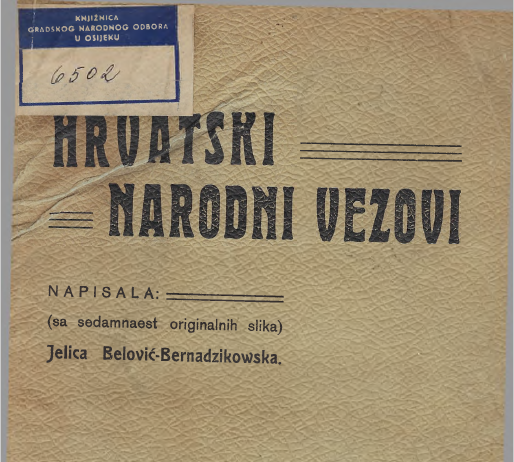 KNJIŽNICA
GRADSKOG NARODNOG ODBORA
U OSIJEKU
6502
HRVATSKI
NARODNI VEZOVI
NAPISALA:
(sa sedamnaest originalnih slika)
Jelica Belović-Bernadzikowska.